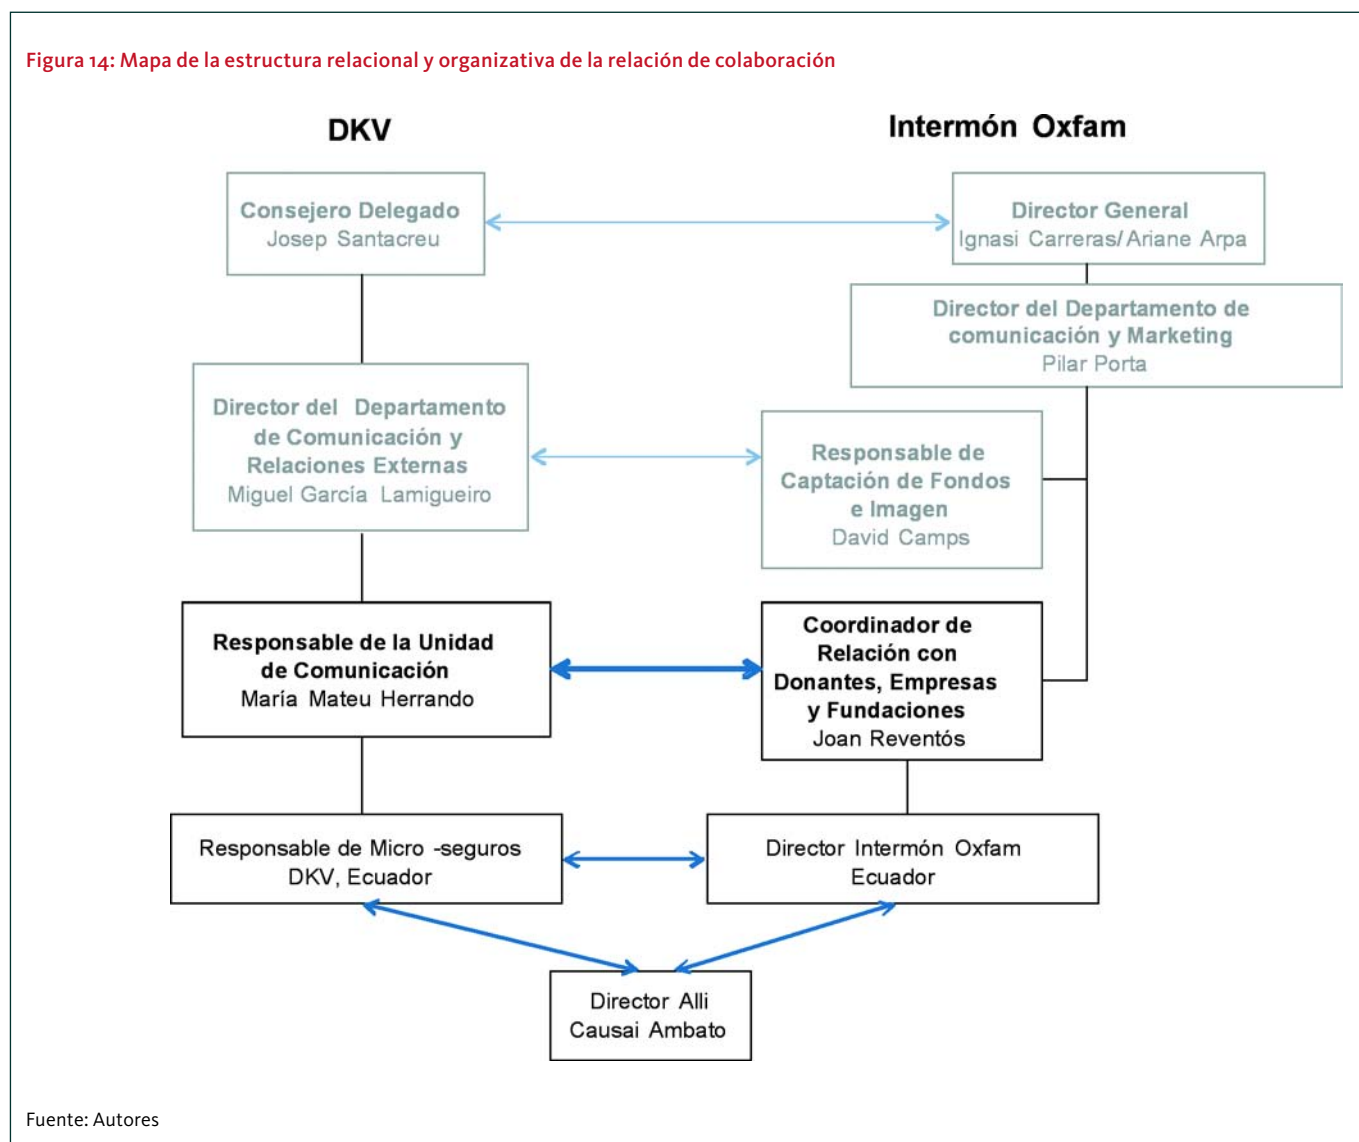 Figura 14: Mapa de la estructura relacional y organizativa de la relación de colaboración
DKV
Intermón Oxfam
Consejero Delegado
Josep Santacreu
Director General
Ignasi Carreras/ Ariane Arpa
Director del Departamento de
comunicación y Marketing
Pilar Porta
Director del Departamento
de Comunicación y
Relaciones Externas
Miguel García Lamigueiro
Responsable de
Captación de Fondos
e Imagen
David Camps
Responsable de la Unidad
de Comunicación
María Mateu Herrando
Coordinador de
Relación con
Donantes, Empresas
y Fundaciones
Joan Reventós
Responsable de Micro -seguros
DKV, Ecuador
Director Intermón Oxfam
Ecuador
Director Alli
Causai Ambato
Fuente: Autores